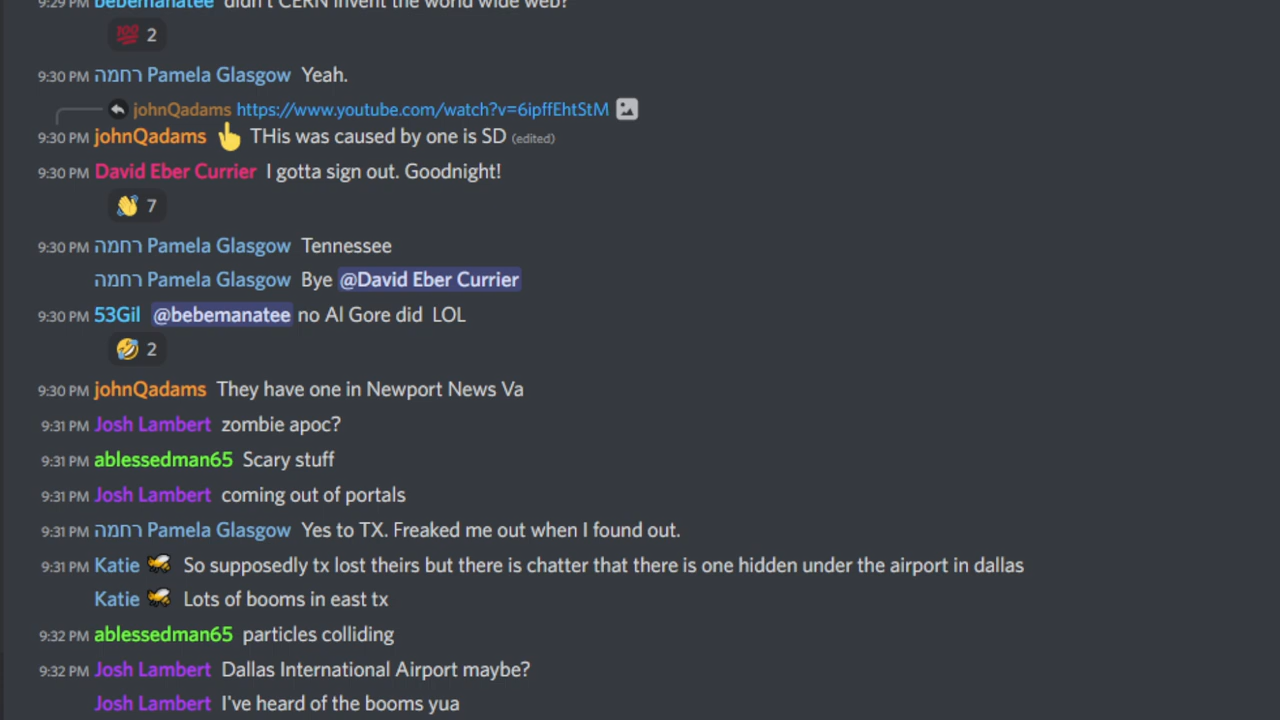 9:29 PM bebemanatee didn't CERN invent the world wide web?
💯 2
9:30 PM רחמה Pamela Glasgow Yeah.
johnQadams https://www.youtube.com/watch?v=6ipffEhtStM
9:30 PM johnQadams 👆 THis was caused by one is SD (edited)
9:30 PM David Eber Currier I gotta sign out. Goodnight!
👋 7
9:30 PM רחמה Pamela Glasgow Tennessee
רחמה Pamela Glasgow Bye @David Eber Currier
9:30 PM 53Gil @bebemanatee no Al Gore did LOL
🤣 2
9:30 PM johnQadams They have one in Newport News Va
9:31 PM Josh Lambert zombie apoc?
9:31 PM ablessedman65 Scary stuff
9:31 PM Josh Lambert coming out of portals
9:31 PM רחמה Pamela Glasgow Yes to TX. Freaked me out when I found out.
9:31 PM Katie 🐝 So supposedly tx lost theirs but there is chatter that there is one hidden under the airport in dallas
Katie 🐝 Lots of booms in east tx
9:32 PM ablessedman65 particles colliding
9:32 PM Josh Lambert Dallas International Airport maybe?
Josh Lambert I've heard of the booms yua